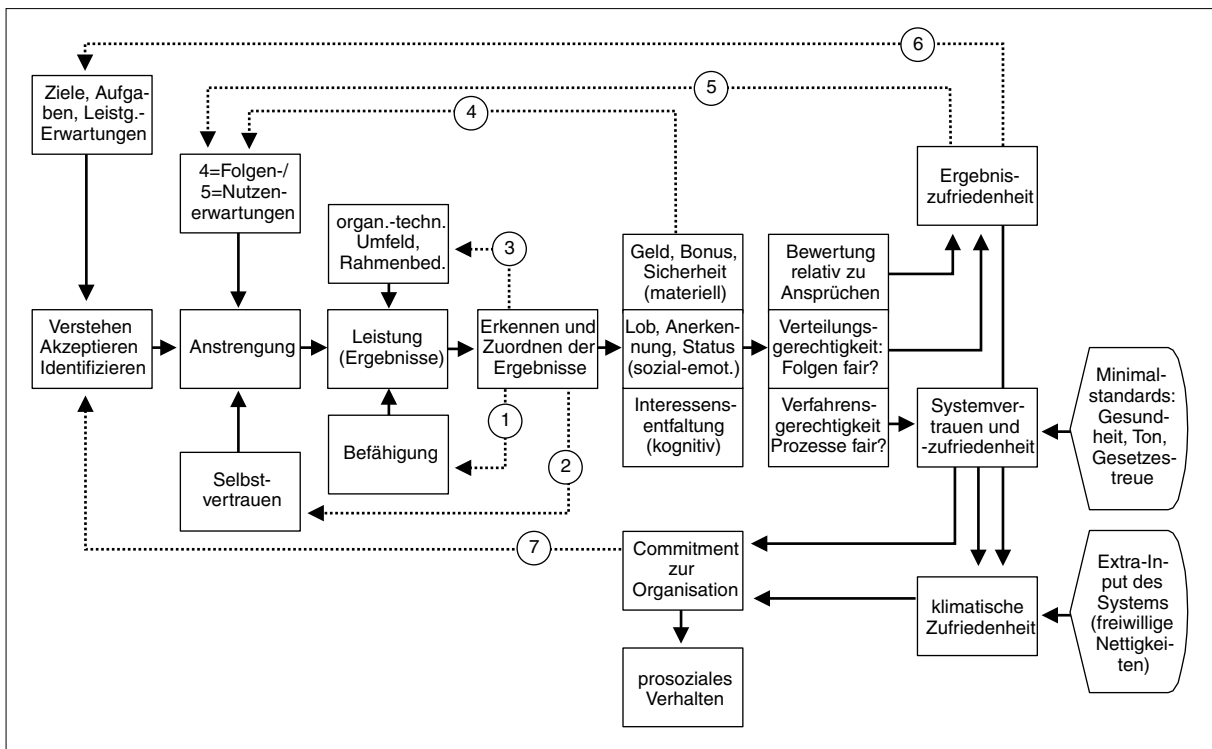 6
Ziele, Aufga-
ben, Leistg.-
Erwartungen
5
4
4=Folgen-/
5=Nutzen-
erwartungen
Ergebnis-
zufriedenheit
organ.-techn.
Umfeld,
Rahmenbed.
3
Geld, Bonus,
Sicherheit
(materiell)
Bewertung
relativ zu
Ansprüchen
Verstehen
Akzeptieren
Identifizieren
Anstrengung
Leistung
(Ergebnisse)
Erkennen und
Zuordnen der
Ergebnisse
Lob, Anerken-
nung, Status
(sozial-emot.)
Verteilungs-
gerechtigkeit:
Folgen fair?
Interessens-
entfaltung
(kognitiv)
Verfahrens-
gerechtigkeit
Prozesse fair?
Systemver-
trauen und
-zufriedenheit
Minimal-
standards:
Gesund-
heit, Ton,
Gesetzes-
treue
1
Befähigung
2
Selbst-
vertrauen
7
Commitment
zur
Organisation
klimatische
Zufriedenheit
Extra-In-
put des
Systems
(freiwillige
Nettigkei-
ten)
prosoziales
Verhalten